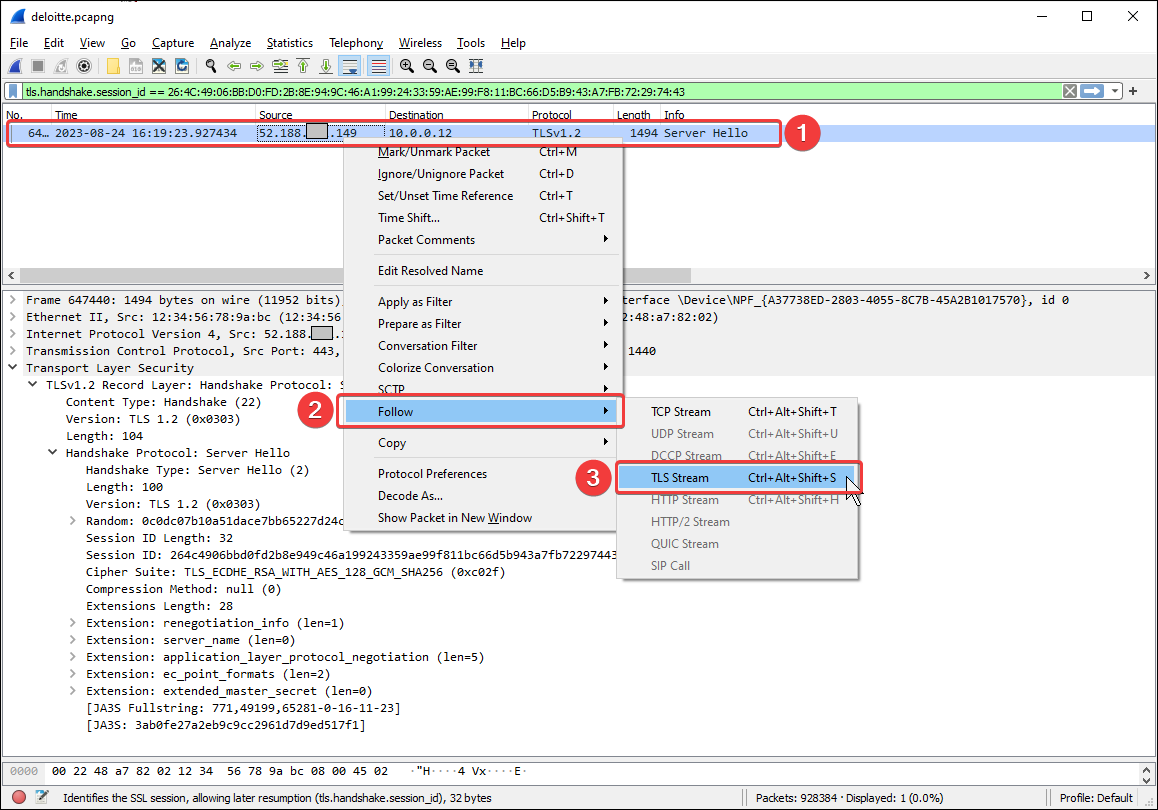 deloitte.pcapng
File Edit View Go Capture Analyze Statistics Telephony Wireless Tools Help
tls.handshake.session_id == 26:4C:49:06:BB:D0:FD:2B:8E:94:9C:46:A1:99:24:33:59:AE:99:F8:11:BC:66:D5:B9:43:A7:FB:72:29:74:43
No. Time Source Destination Protocol Length Info
64… 2023-08-24 16:19:23.927434 52.188. .149 10.0.0.12 TLSv1.2 1494 Server Hello
1
Mark/Unmark Packet Ctrl+M
Ignore/Unignore Packet Ctrl+D
Set/Unset Time Reference Ctrl+T
Time Shift... Ctrl+Shift+T
Packet Comments
Edit Resolved Name
Apply as Filter
Prepare as Filter
Conversation Filter
Colorize Conversation
SCTP
2
Follow
Copy
Protocol Preferences
Decode As...
Show Packet in New Window
TCP Stream Ctrl+Alt+Shift+T
UDP Stream Ctrl+Alt+Shift+U
DCCP Stream Ctrl+Alt+Shift+E
3
TLS Stream Ctrl+Alt+Shift+S
HTTP Stream Ctrl+Alt+Shift+H
HTTP/2 Stream
QUIC Stream
SIP Call
Frame 647440: 1494 bytes on wire (11952 bits), terface \Device\NPF_{A37738ED-2803-4055-8C7B-45A2B1017570}, id 0
Ethernet II, Src: 12:34:56:78:9a:bc (12:34:56 2:48:a7:82:02)
Internet Protocol Version 4, Src: 52.188.
Transmission Control Protocol, Src Port: 443, 1440
Transport Layer Security
TLSv1.2 Record Layer: Handshake Protocol: S
Content Type: Handshake (22)
Version: TLS 1.2 (0x0303)
Length: 104
Handshake Protocol: Server Hello
Handshake Type: Server Hello (2)
Length: 100
Version: TLS 1.2 (0x0303)
Random: 0c0dc07b10a51dace7bb65227d24c
Session ID Length: 32
Session ID: 264c4906bbd0fd2b8e949c46a199243359ae99f811bc66d5b943a7fb72297443
Cipher Suite: TLS_ECDHE_RSA_WITH_AES_128_GCM_SHA256 (0xc02f)
Compression Method: null (0)
Extensions Length: 28
Extension: renegotiation_info (len=1)
Extension: server_name (len=0)
Extension: application_layer_protocol_negotiation (len=5)
Extension: ec_point_formats (len=2)
Extension: extended_master_secret (len=0)
[JA3S Fullstring: 771,49199,65281-0-16-11-23]
[JA3S: 3ab0fe27a2eb9c9cc2961d7d9ed517f1]
0000 00 22 48 a7 82 02 12 34 56 78 9a bc 08 00 45 02 ·"H····4 Vx····E·
Identifies the SSL session, allowing later resumption (tls.handshake.session_id), 32 bytes Packets: 928384 · Displayed: 1 (0.0%) Profile: Default